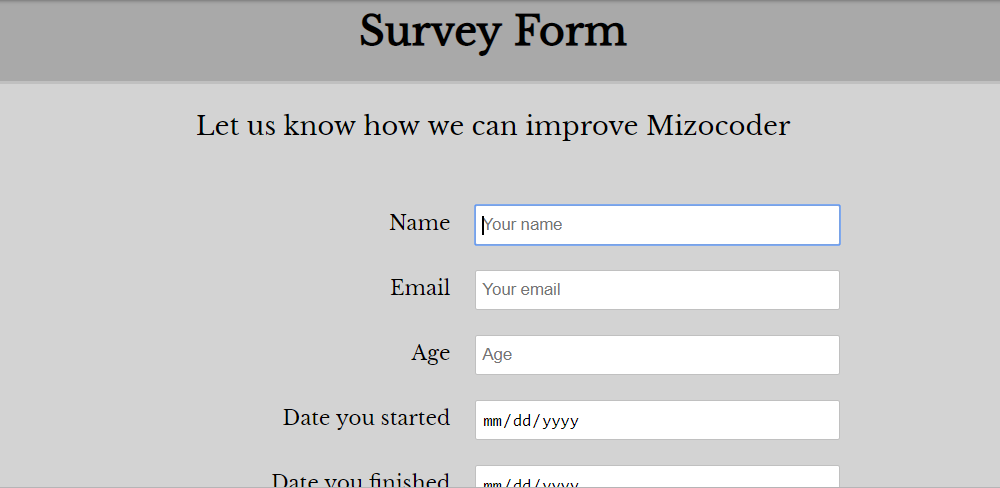 Survey Form
Let us know how we can improve Mizocoder
Name
Your name
Email
Your email
Age
Age
Date you started
mm/dd/yyyy
Date you finished
mm/dd/yyyy